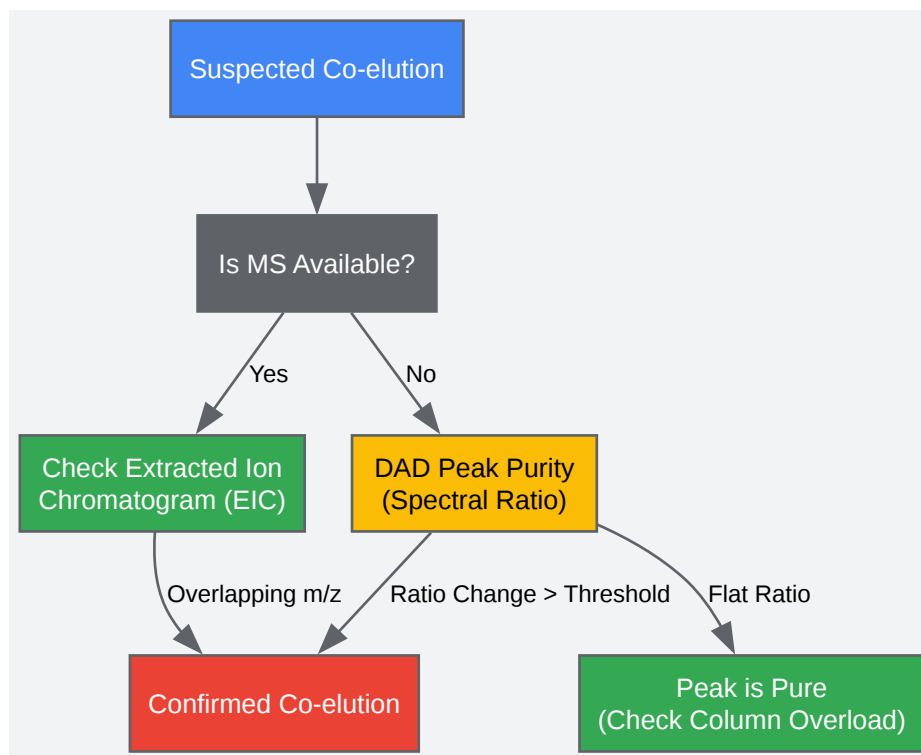 Suspected Co-elution
Is MS Available?
Yes
No
Check Extracted Ion
Chromatogram (EIC)
DAD Peak Purity
(Spectral Ratio)
Overlapping m/z
Ratio Change > Threshold
Flat Ratio
Confirmed Co-elution
Peak is Pure
(Check Column Overload)